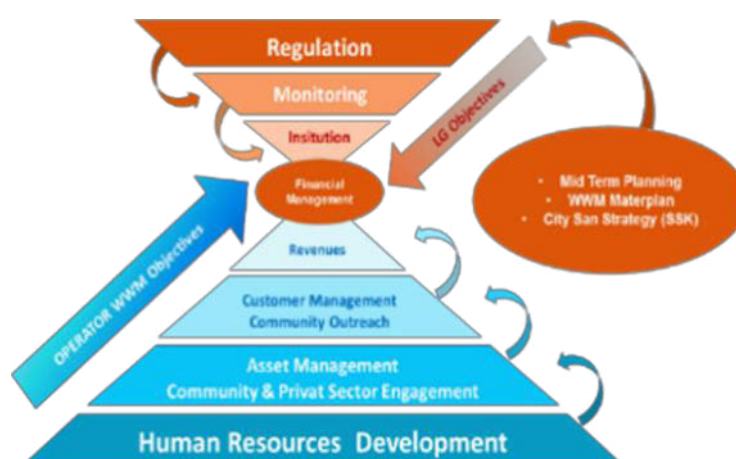 Regulation
Monitoring
Insitution
Financial
Management
Revenues
Customer Management
Community Outreach
Asset Management
Community & Privat Sector Engagement
Human Resources Development
OPERATOR WWM Objectives
LG Objectives
• Mid Term Planning
• WWM Materplan
• City San Strategy (SSK)